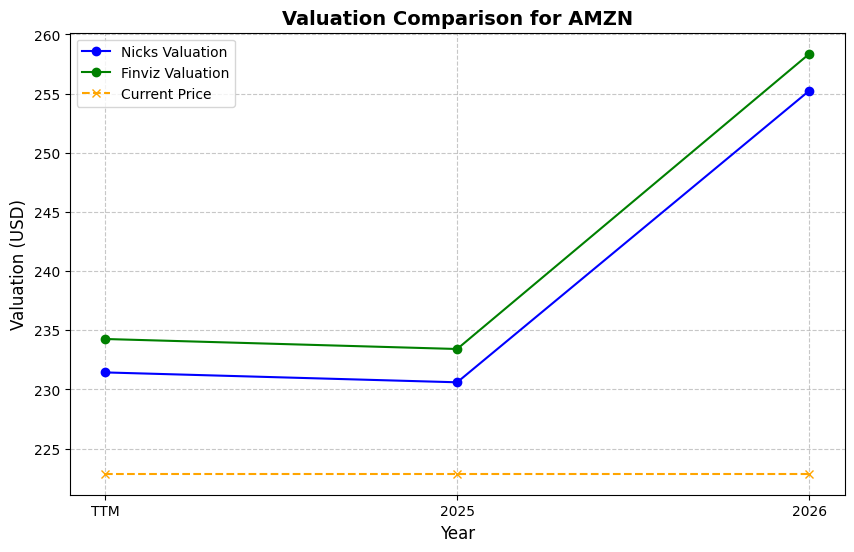 Valuation Comparison for AMZN
Nicks Valuation
Finviz Valuation
Current Price
Valuation (USD)
260
255
250
245
240
235
230
225
TTM
2025
2026
Year